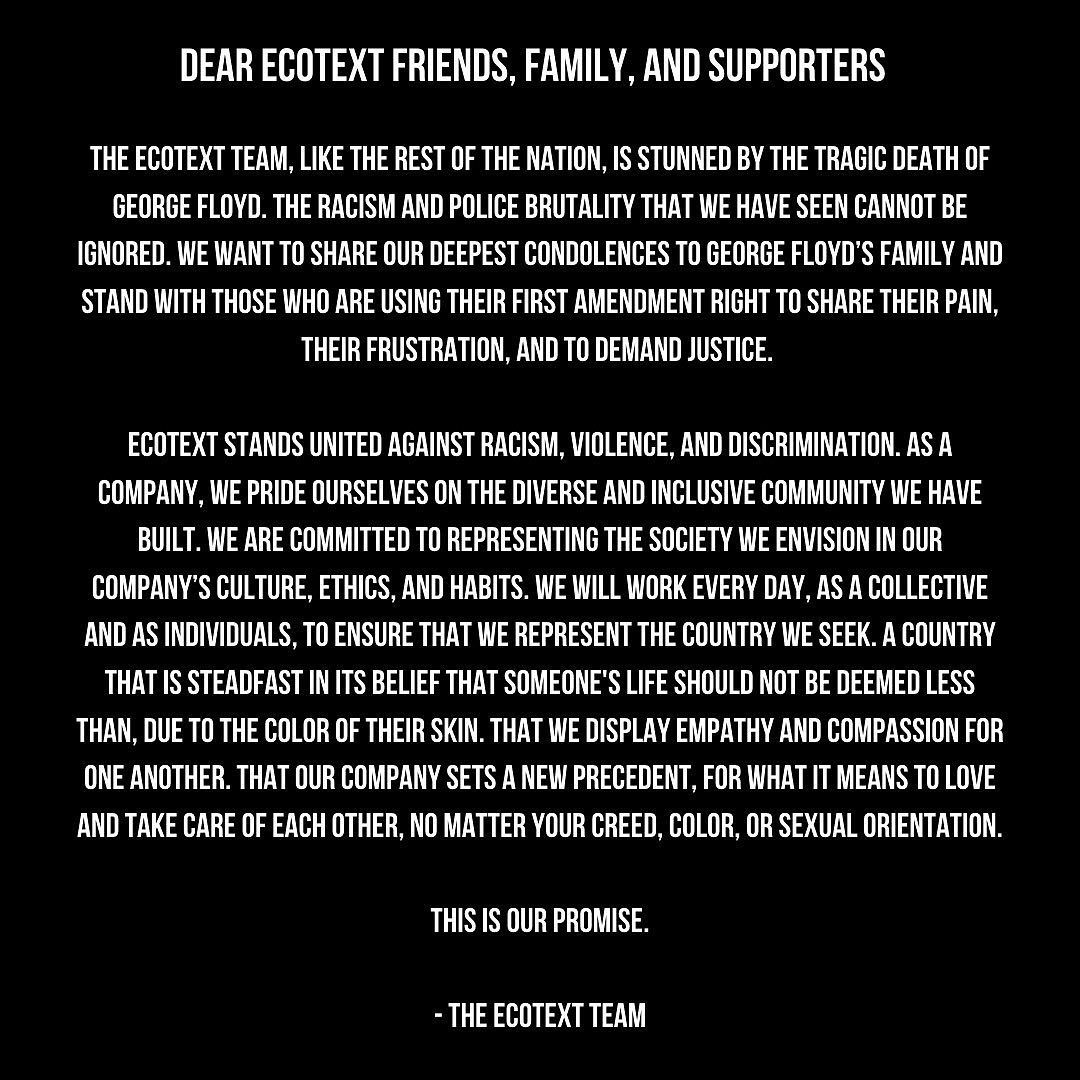 DEAR ECOTEXT FRIENDS, FAMILY, AND SUPPORTERS
THE ECOTEXT TEAM, LIKE THE REST OF THE NATION, IS STUNNED BY THE TRAGIC DEATH OF
GEORGE FLOYD. THE RACISM AND POLICE BRUTALITY THAT WE HAVE SEEN CANNOT BE
IGNORED. WE WANT TO SHARE OUR DEEPEST CONDOLENCES TO GEORGE FLOYD’S FAMILY AND
STAND WITH THOSE WHO ARE USING THEIR FIRST AMENDMENT RIGHT TO SHARE THEIR PAIN,
THEIR FRUSTRATION, AND TO DEMAND JUSTICE.
ECOTEXT STANDS UNITED AGAINST RACISM, VIOLENCE, AND DISCRIMINATION. AS A
COMPANY, WE PRIDE OURSELVES ON THE DIVERSE AND INCLUSIVE COMMUNITY WE HAVE
BUILT. WE ARE COMMITTED TO REPRESENTING THE SOCIETY WE ENVISION IN OUR
COMPANY’S CULTURE, ETHICS, AND HABITS. WE WILL WORK EVERY DAY, AS A COLLECTIVE
AND AS INDIVIDUALS, TO ENSURE THAT WE REPRESENT THE COUNTRY WE SEEK. A COUNTRY
THAT IS STEADFAST IN ITS BELIEF THAT SOMEONE'S LIFE SHOULD NOT BE DEEMED LESS
THAN, DUE TO THE COLOR OF THEIR SKIN. THAT WE DISPLAY EMPATHY AND COMPASSION FOR
ONE ANOTHER. THAT OUR COMPANY SETS A NEW PRECEDENT, FOR WHAT IT MEANS TO LOVE
AND TAKE CARE OF EACH OTHER, NO MATTER YOUR CREED, COLOR, OR SEXUAL ORIENTATION.
THIS IS OUR PROMISE.
- THE ECOTEXT TEAM